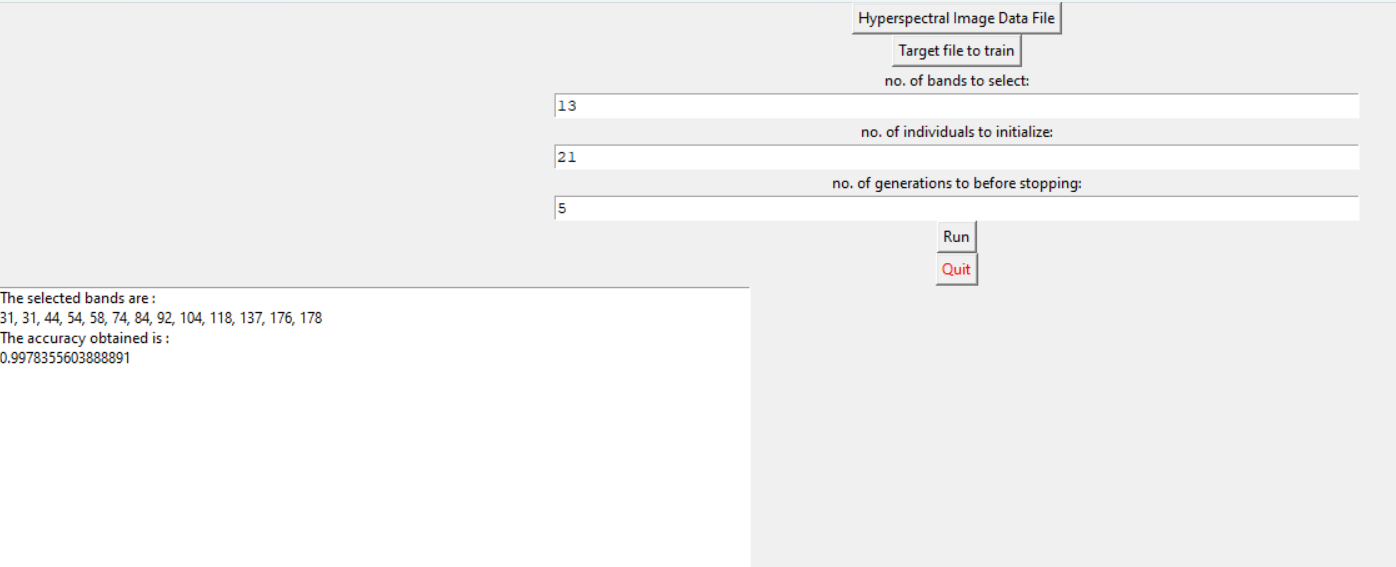 Hyperspectral Image Data File
Target file to train
no. of bands to select:
13
no. of individuals to initialize:
21
no. of generations to before stopping:
5
Run
Quit
The selected bands are :
31, 31, 44, 54, 58, 74, 84, 92, 104, 118, 137, 176, 178
The accuracy obtained is :
0.9978355603888891